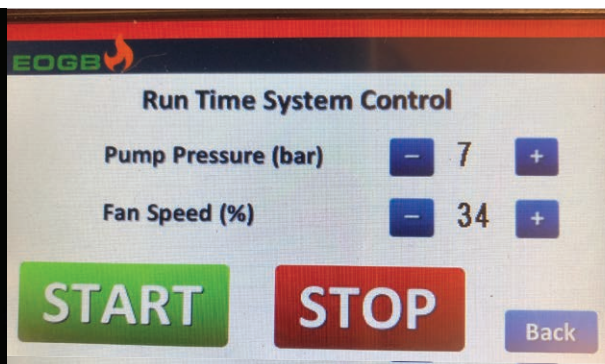 EOGB
Run Time System Control
Pump Pressure (bar) − 7 +
Fan Speed (%) − 34 +
START STOP
Back